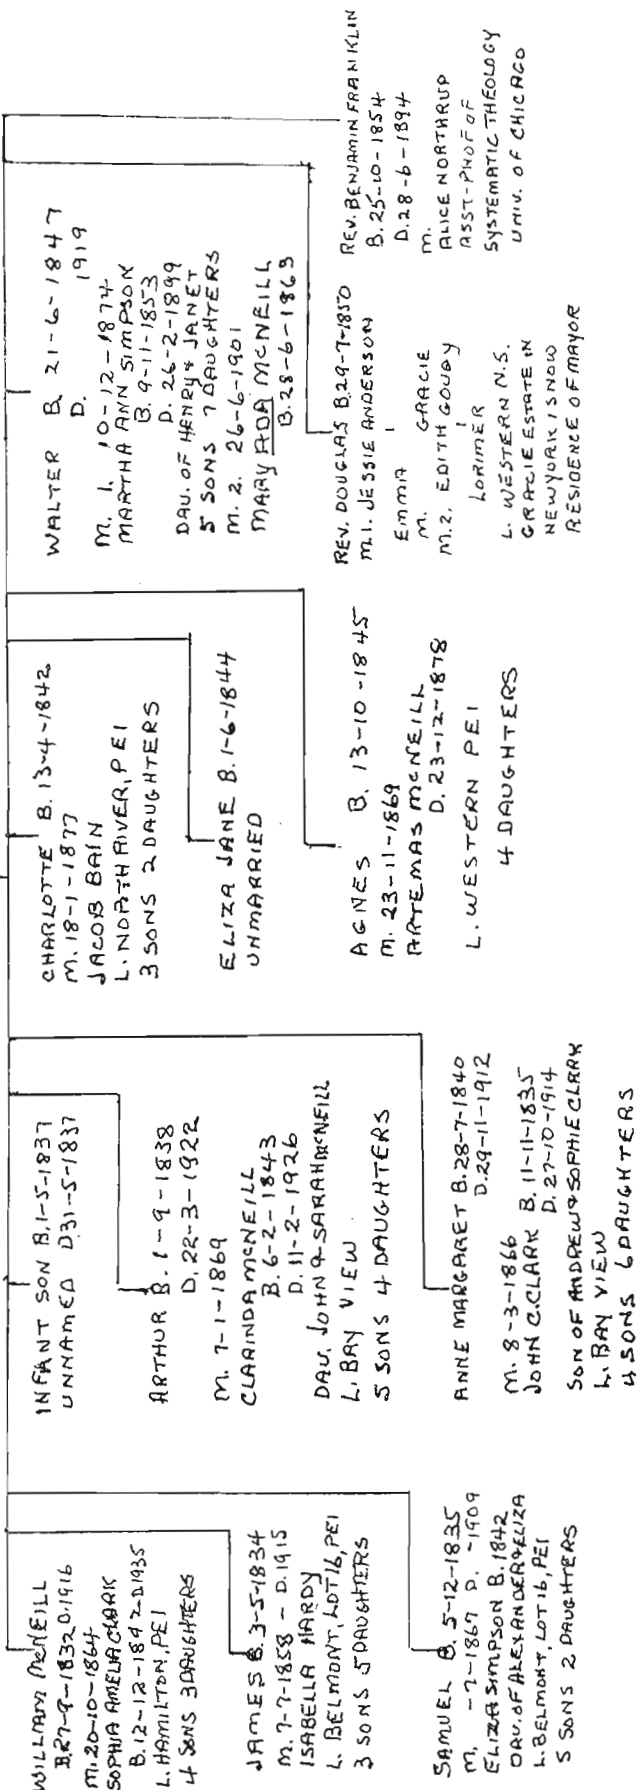 WILLIAM McNEILL
B.27-9-1832 D.1916
M.20-10-1864
SOPHIA AMELIA CLARK
B.12-12-1842-D.1935
L.HAMILTON, PEI
4 SONS 3 DAUGHTERS
JAMES B.3-5-1834
M.7-7-1858 - D.1915
ISABELLA HARDY
L. BELMONT, LOT 16, PEI
3 SONS 5 DAUGHTERS
SAMUEL B. 5-12-1835
M. -7-1867 D. -1909
ELIZA SIMPSON B.1842
DAU. OF ALEXANDER & ELIZA
L. BELMONT, LOT 16, PEI
5 SONS 2 DAUGHTERS
INFANT SON B.1-5-1837
UNNAMED D.31-5-1837
ARTHUR B. 1-9-1838
D. 22-3-1922
M. 7-1-1869
CLARINDA McNEILL
B. 6-2-1843
D. 11-2-1926
DAU. JOHN & SARAH McNEILL
L. BAY VIEW
5 SONS 4 DAUGHTERS
ANNE MARGARET B.28-7-1840
D.29-11-1912
M. 8-3-1866
JOHN C.CLARK B. 11-11-1835
D. 27-10-1914
SON OF ANDREW & SOPHIE CLARK
L. BAY VIEW
4 SONS 6 DAUGHTERS
CHARLOTTE B. 13-4-1842
M. 18-1-1877
JACOB BAIN
L. NORTH RIVER, PEI
3 SONS 2 DAUGHTERS
ELIZA JANE B. 1-6-1844
UNMARRIED
AGNES B. 13-10-1845
M. 23-11-1869
ARTEMAS McNEILL
D. 23-12-1878
L. WESTERN PEI
4 DAUGHTERS
WALTER B. 21-6-1847
D. 1919
M. 1. 10-12-1874
MARTHA ANN SIMPSON
B. 9-11-1853
D. 26-2-1899
DAU. OF HENRY & JANET
5 SONS 7 DAUGHTERS
M. 2. 26-6-1901
MARY ADA McNEILL
B. 28-6-1863
REV. DOUGLAS B.29-7-1850
M.1. JESSIE ANDERSON
EMMA GRACIE
M.
M.2. EDITH GOUDY
LORIMER
L. WESTERN N.S.
GRACIE ESTATE IN
NEW YORK IS NOW
RESIDENCE OF MAYOR
REV. BENJAMIN FRANKLIN
B. 25-10-1854
D. 28-6-1894
M.
ALICE NORTHRUP
ASST-PROF OF
SYSTEMATIC THEOLOGY
UNIV. OF CHICAGO